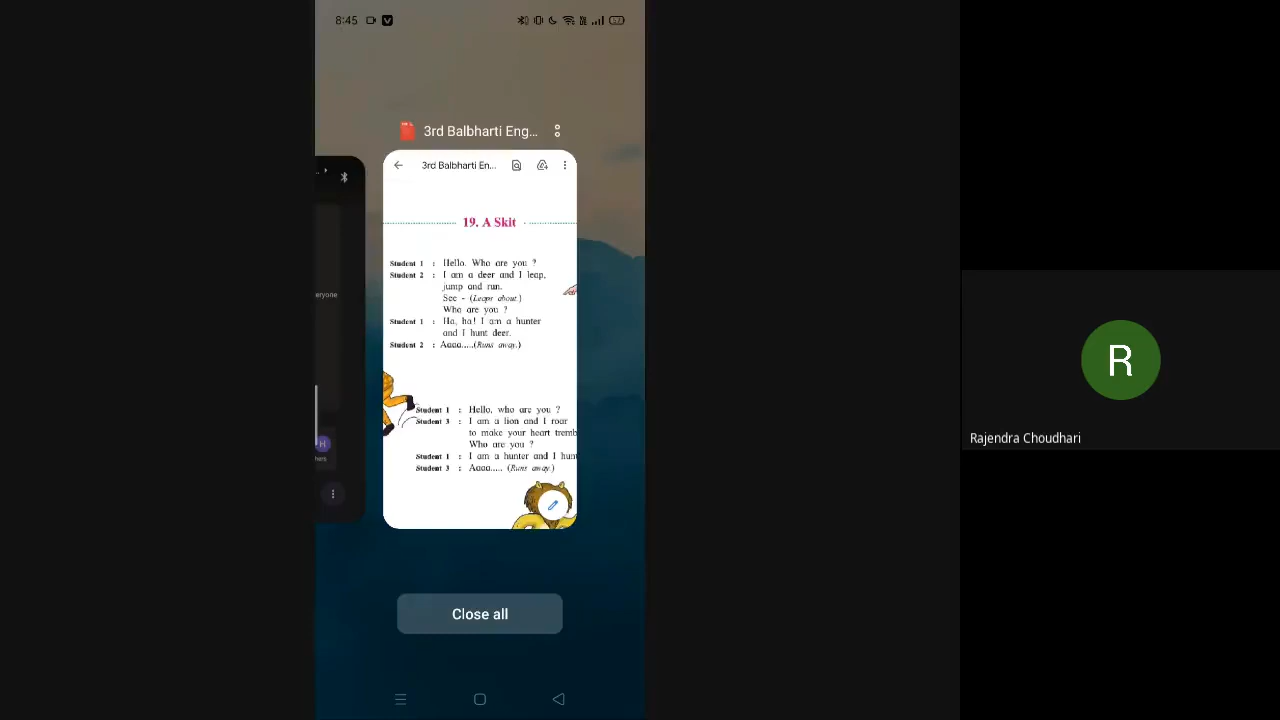 8:45
V
3rd Balbharti Eng...
3rd Balbharti En...
19. A Skit
Student 1 : Hello. Who are you ?
Student 2 : I am a deer and I leap,
jump and run.
See - (Leaps about.)
Who are you ?
Student 1 : Ha, ha! I am a hunter
and I hunt deer.
Student 2 : Aaaa.....(Runs away.)
Student 1 : Hello, who are you ?
Student 3 : I am a lion and I roar
to make your heart tremb
Who are you ?
Student 1 : I am a hunter and I hun
Student 3 : Aaaa..... (Runs away.)
eryone
H
hers
Close all
R
Rajendra Choudhari